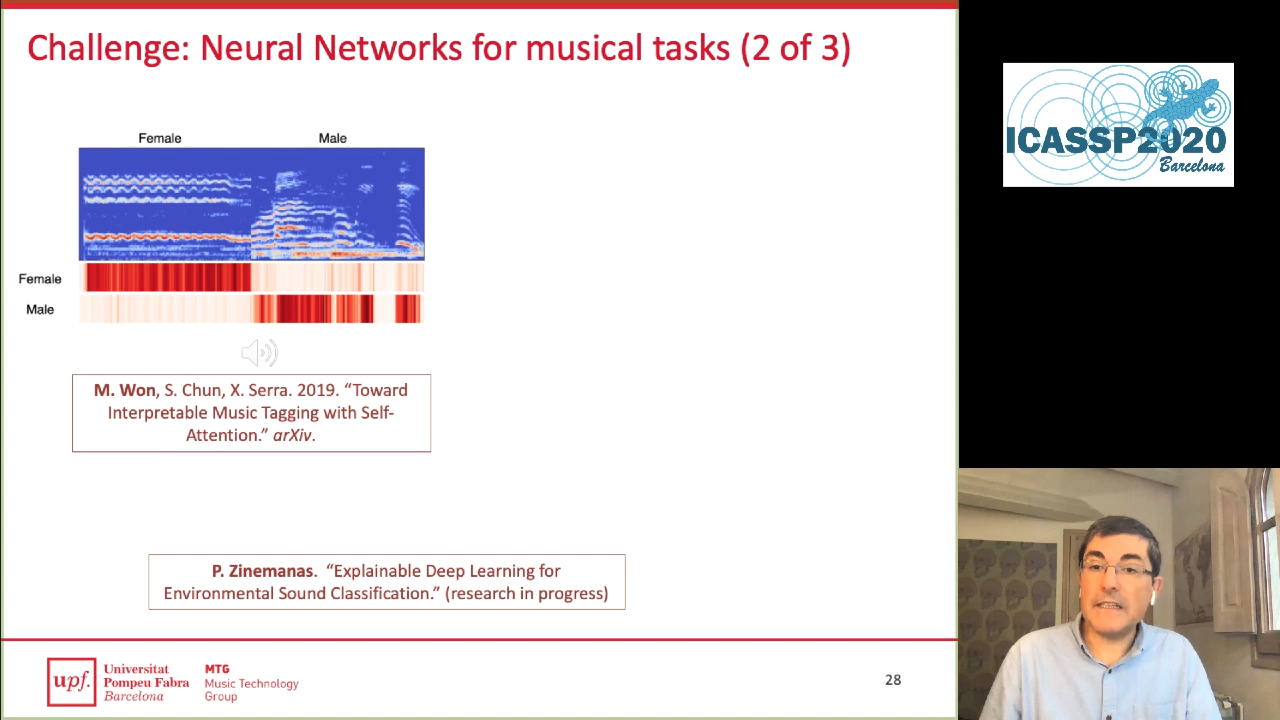 Challenge: Neural Networks for musical tasks (2 of 3)
Female
Male
Female
Male
M. Won, S. Chun, X. Serra. 2019. “Toward
Interpretable Music Tagging with Self-
Attention.” arXiv.
P. Zinemanas. “Explainable Deep Learning for
Environmental Sound Classification.” (research in progress)
upf.
Universitat
Pompeu Fabra
Barcelona
MTG
Music Technology
Group
28
ICASSP2020
Barcelona